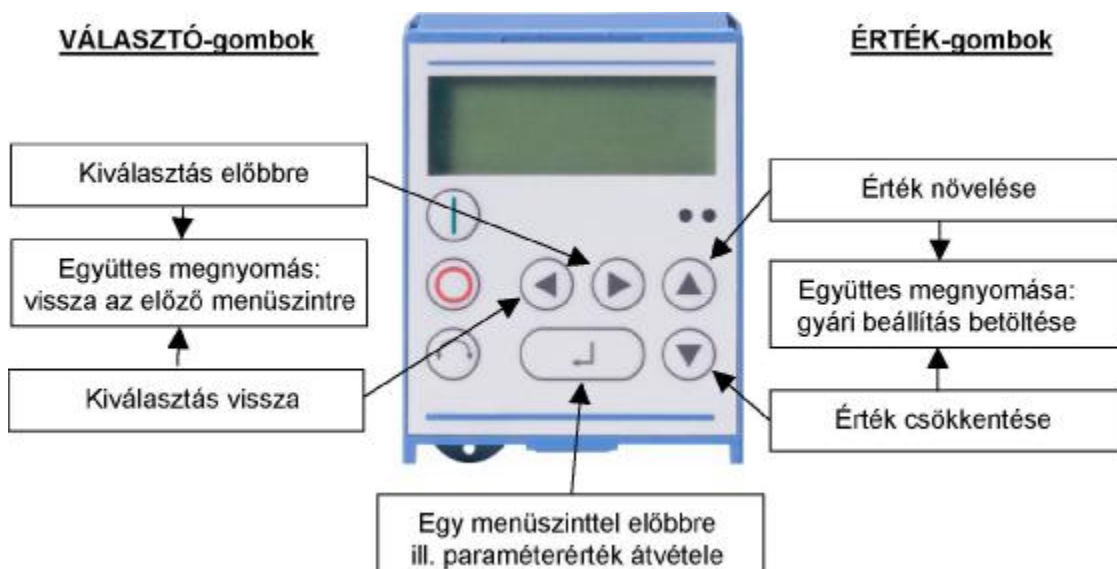 VÁLASZTÓ-gombok
ÉRTÉK-gombok
Kiválasztás előbbre
Együttes megnyomás:
vissza az előző menüszintre
Kiválasztás vissza
Érték növelése
Együttes megnyomása:
gyári beállítás betöltése
Érték csökkentése
Egy menüszinttel előbbre
ill. paraméterérték átvétele